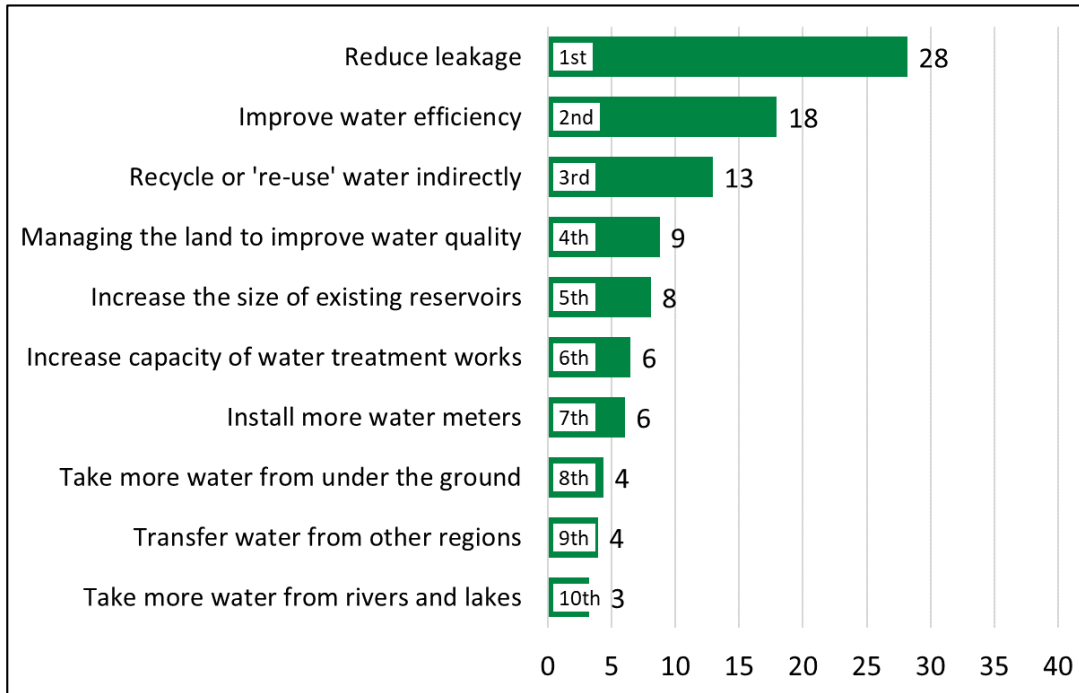 Reduce leakage 1st 28
Improve water efficiency 2nd 18
Recycle or 're-use' water indirectly 3rd 13
Managing the land to improve water quality 4th 9
Increase the size of existing reservoirs 5th 8
Increase capacity of water treatment works 6th 6
Install more water meters 7th 6
Take more water from under the ground 8th 4
Transfer water from other regions 9th 4
Take more water from rivers and lakes 10th 3
0 5 10 15 20 25 30 35 40